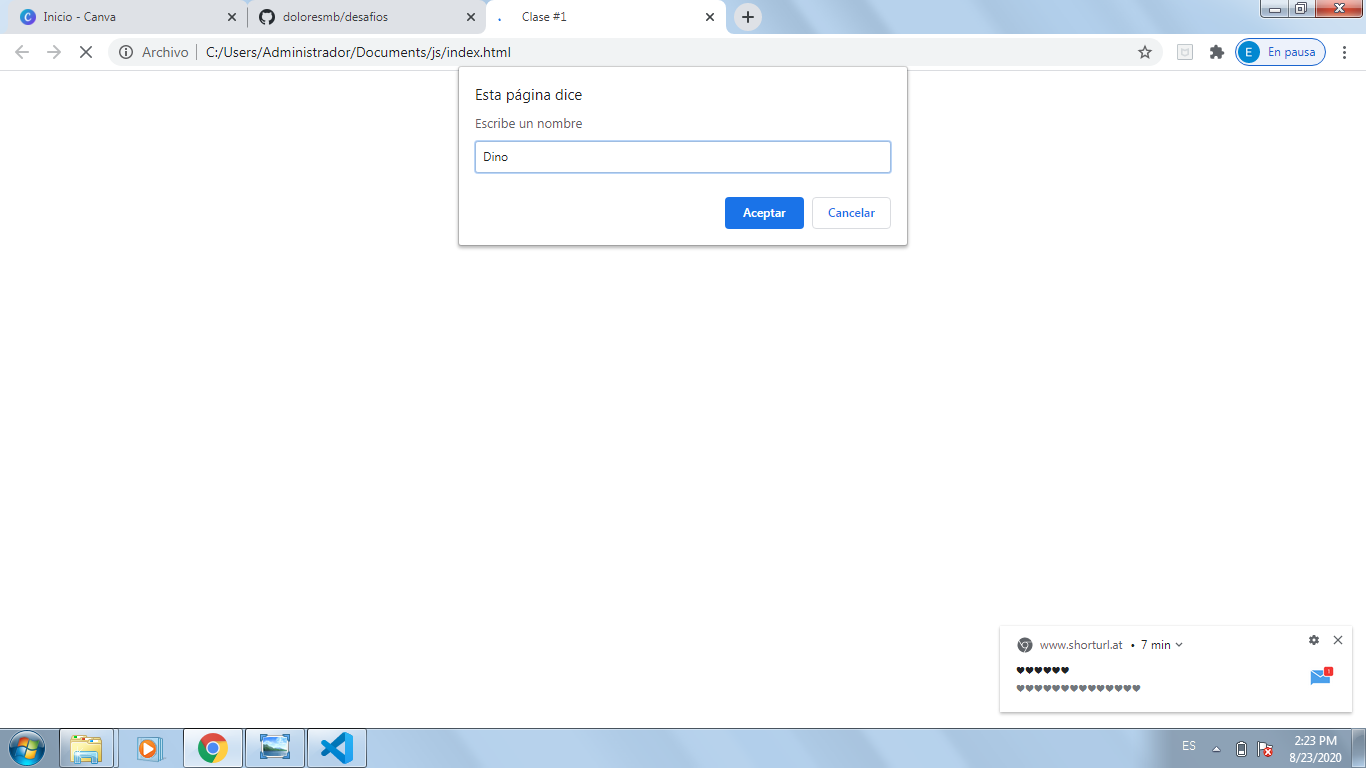 Inicio - Canva
doloresmb/desafios
Clase #1
Archivo
C:/Users/Administrador/Documents/js/index.html
E
En pausa
Esta página dice
Escribe un nombre
Dino
Aceptar
Cancelar
www.shorturl.at • 7 min
♥♥♥♥♥♥
♥♥♥♥♥♥♥♥♥♥♥♥♥♥
ES
2:23 PM
8/23/2020